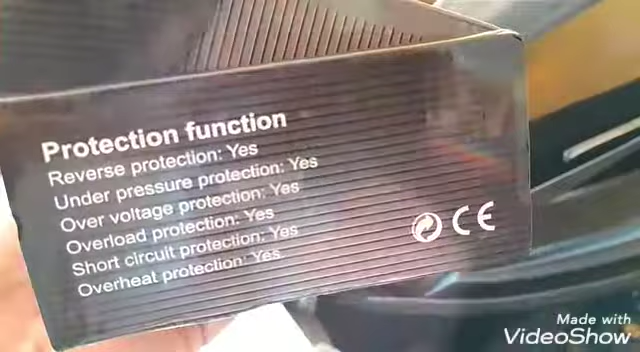 Protection function
Reverse protection: Yes
Under pressure protection: Yes
Over voltage protection: Yes
Overload protection: Yes
Short circuit protection: Yes
Overheat protection: Yes
CE
Made with
VideoShow